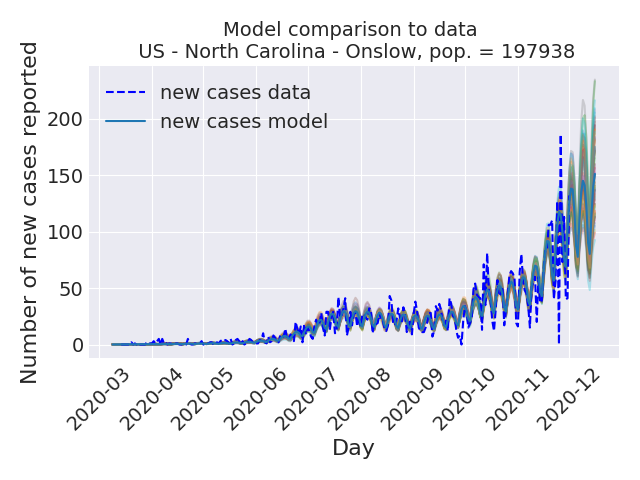 Model comparison to data
US - North Carolina - Onslow, pop. = 197938
Number of new cases reported
200
150
100
50
0
new cases data
new cases model
2020-03
2020-04
2020-05
2020-06
2020-07
2020-08
2020-09
2020-10
2020-11
2020-12
Day